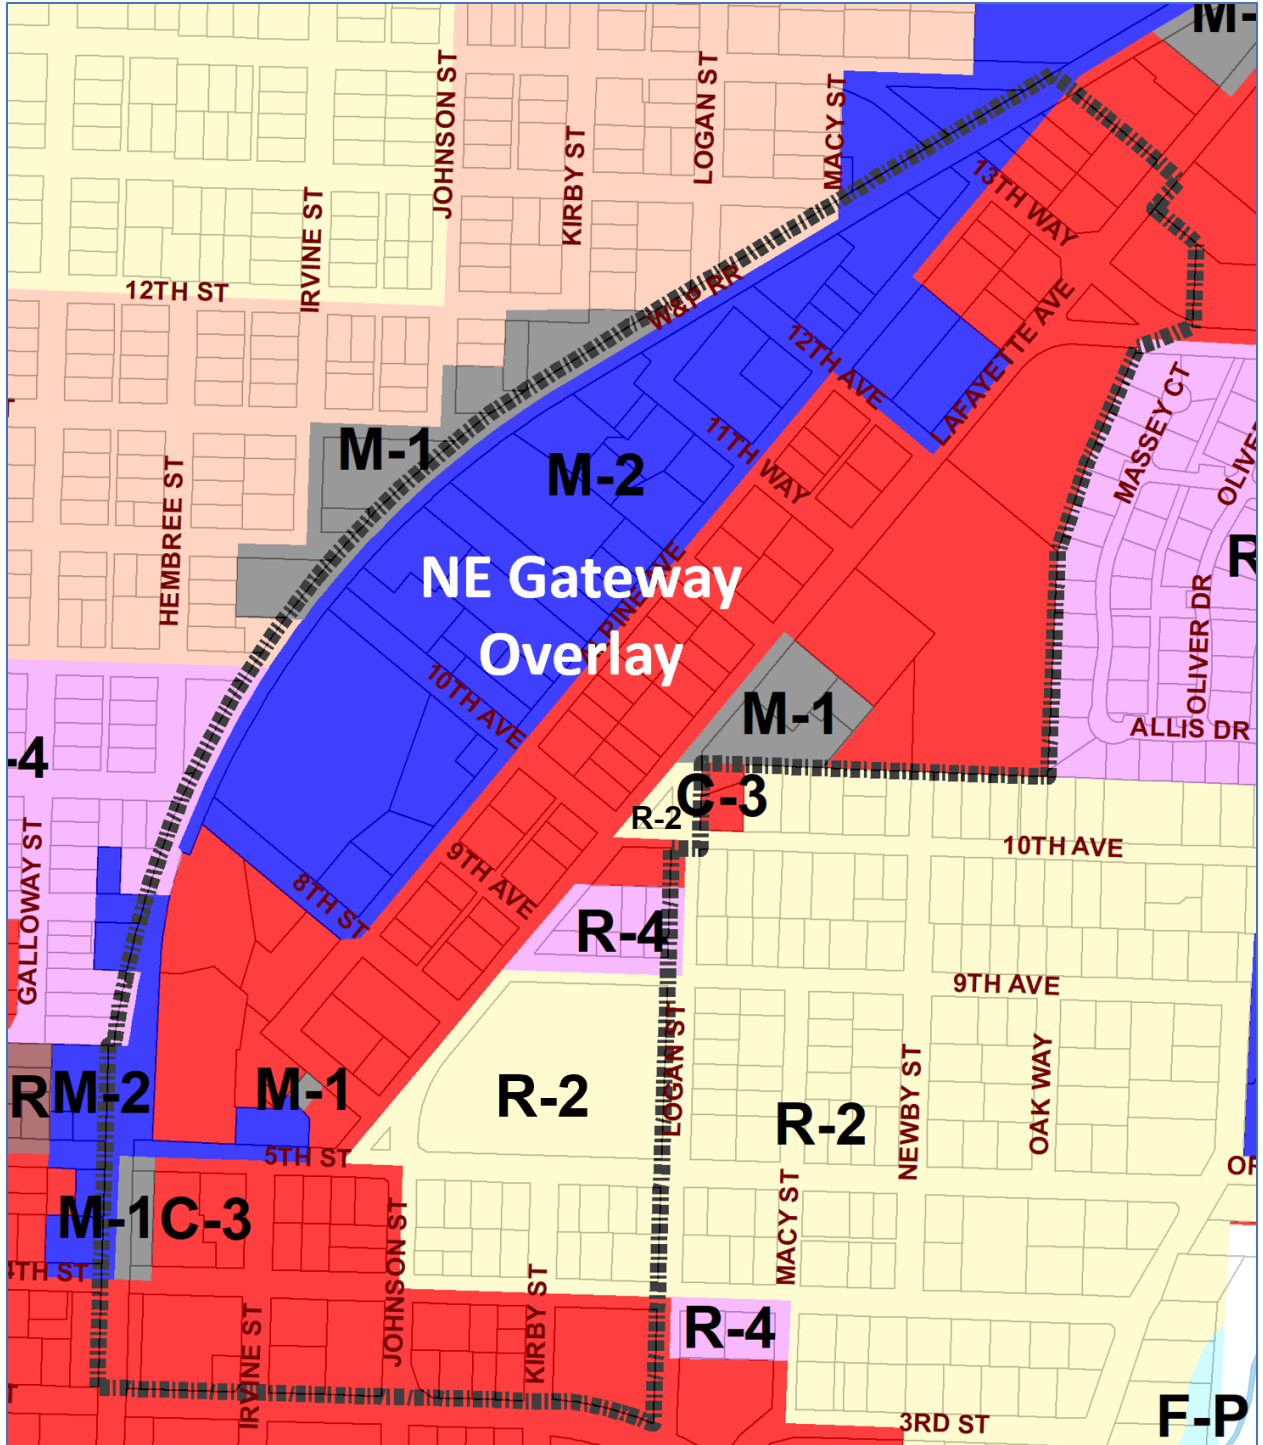 M-
JOHNSON ST
LOGAN ST
MACY ST
KIRBY ST
IRVINE ST
13TH WAY
12TH ST
W&P RR
LAFAYETTE AVE
12TH AVE
MASSEY CT
M-1
11TH WAY
M-2
HEMBREE ST
R
NE Gateway
Overlay
OLIVER DR
10TH AVE
M-1
ALLIS DR
-4
C-3
R-2
10TH AVE
GALLOWAY ST
9TH AVE
8TH ST
R-4
9TH AVE
LOGAN ST
NEWBY ST
OAK WAY
R
M-2
M-1
R-2
R-2
5TH ST
OR
M-1
C-3
MACY ST
4TH ST
JOHNSON ST
KIRBY ST
IRVINE ST
R-4
F-P
3RD ST